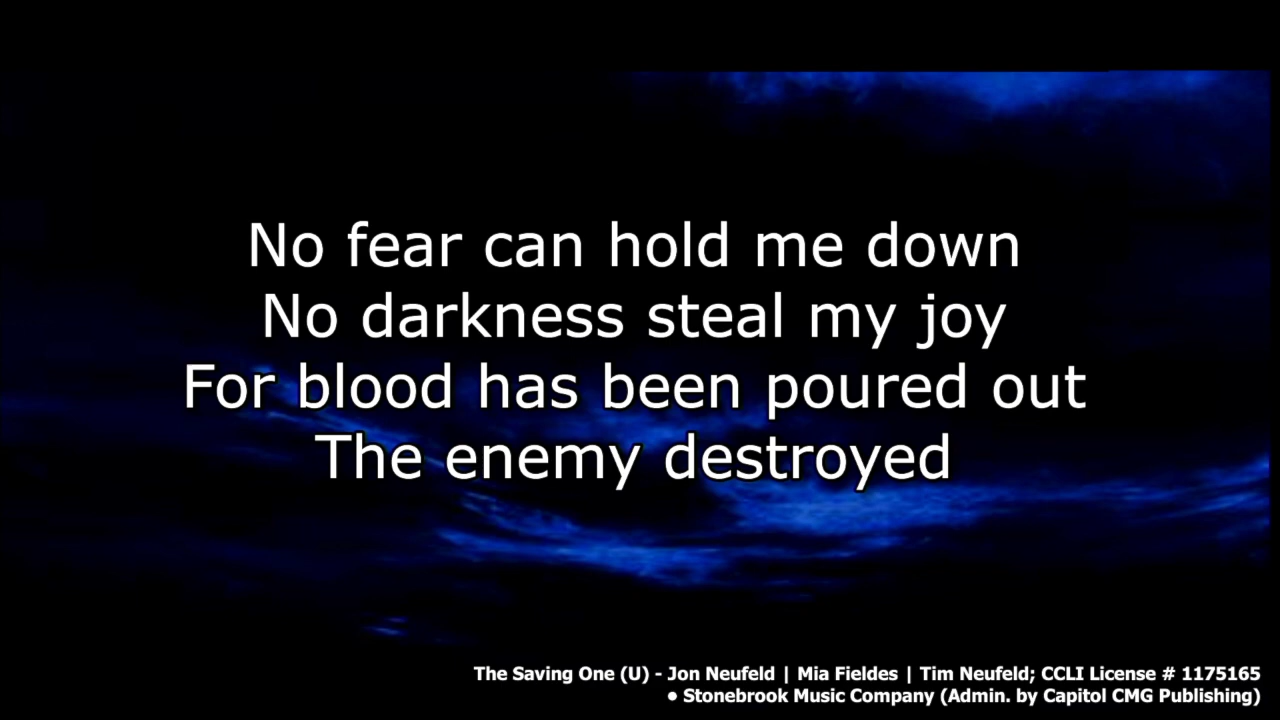 No fear can hold me down
No darkness steal my joy
For blood has been poured out
The enemy destroyed
The Saving One (U) - Jon Neufeld | Mia Fieldes | Tim Neufeld; CCLI License # 1175165
● Stonebrook Music Company (Admin. by Capitol CMG Publishing)